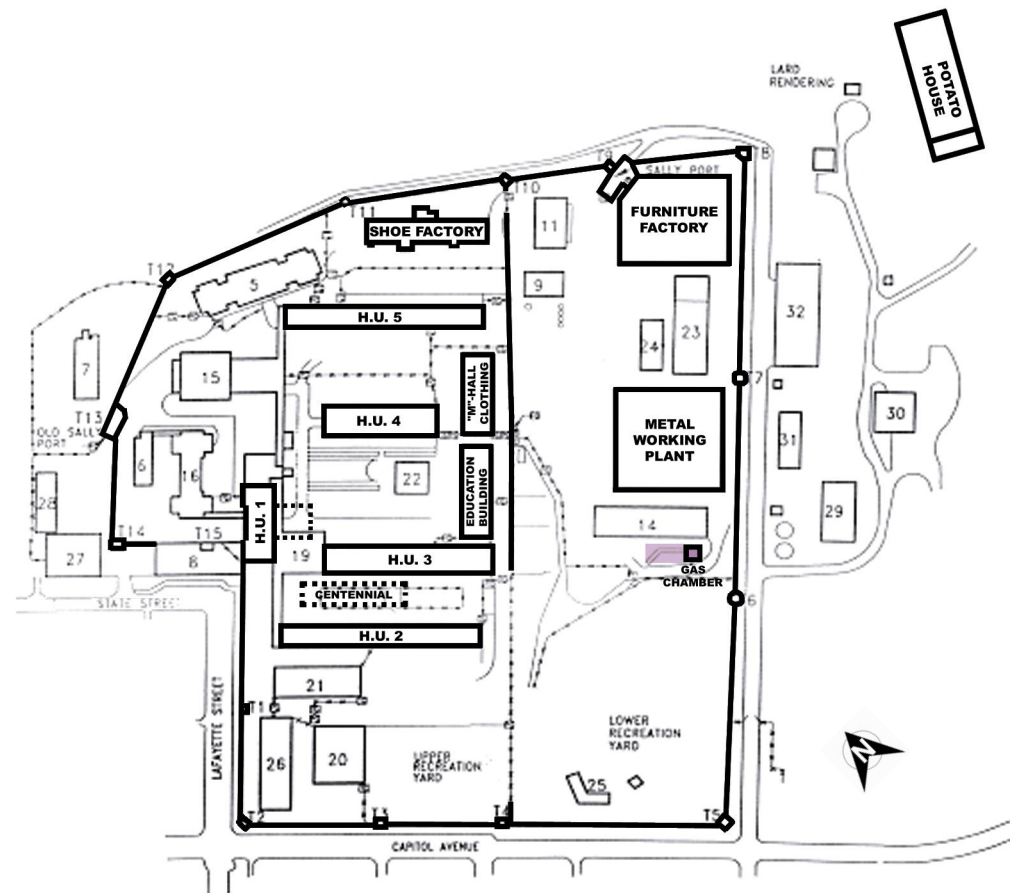 POTATO
HOUSE
LARD
RENDERING
T8
T9
SALLY PORT
T10
T11
SHOE FACTORY
11
FURNITURE
FACTORY
T12
5
9
H.U. 5
32
23
24
7
15
"M"-HALL
CLOTHING
T7
T13
OLD SALLY
PORT
H.U. 4
METAL
WORKING
PLANT
30
31
6
16
22
EDUCATION
BUILDING
28
H.U. 1
29
14
T14
T15
27
8
19
H.U. 3
GAS
CHAMBER
CENTENNIAL
STATE STREET
6
H.U. 2
21
LAFAYETTE STREET
T1
LOWER
RECREATION
YARD
26
20
UPPER
RECREATION
YARD
25
N
T2
T3
T4
T5
CAPITOL AVENUE